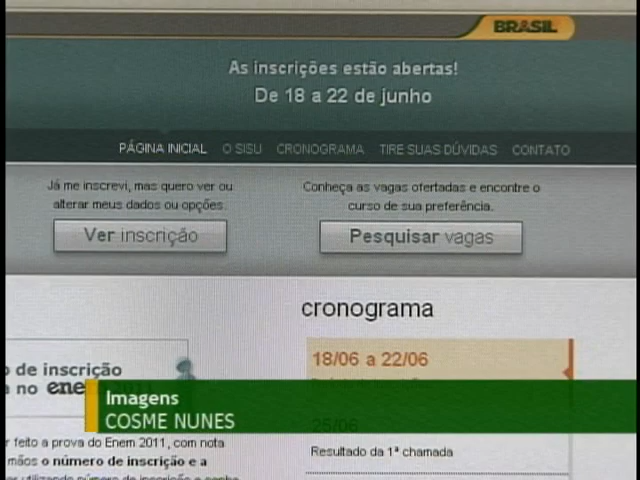 BRASIL
As inscrições estão abertas!
De 18 a 22 de junho
PÁGINA INICIAL O SISU CRONOGRAMA TIRE SUAS DÚVIDAS CONTATO
Já me inscrevi, mas quero ver ou
alterar meus dados ou opções.
Ver inscrição
Conheça as vagas ofertadas e encontre o
curso de sua preferência.
Pesquisar vagas
cronograma
18/06 a 22/06
o de inscrição
a no
Imagens
COSME NUNES
25/06
Resultado da 1ª chamada
r feito a prova do Enem 2011, com nota
mãos o número de inscrição e a